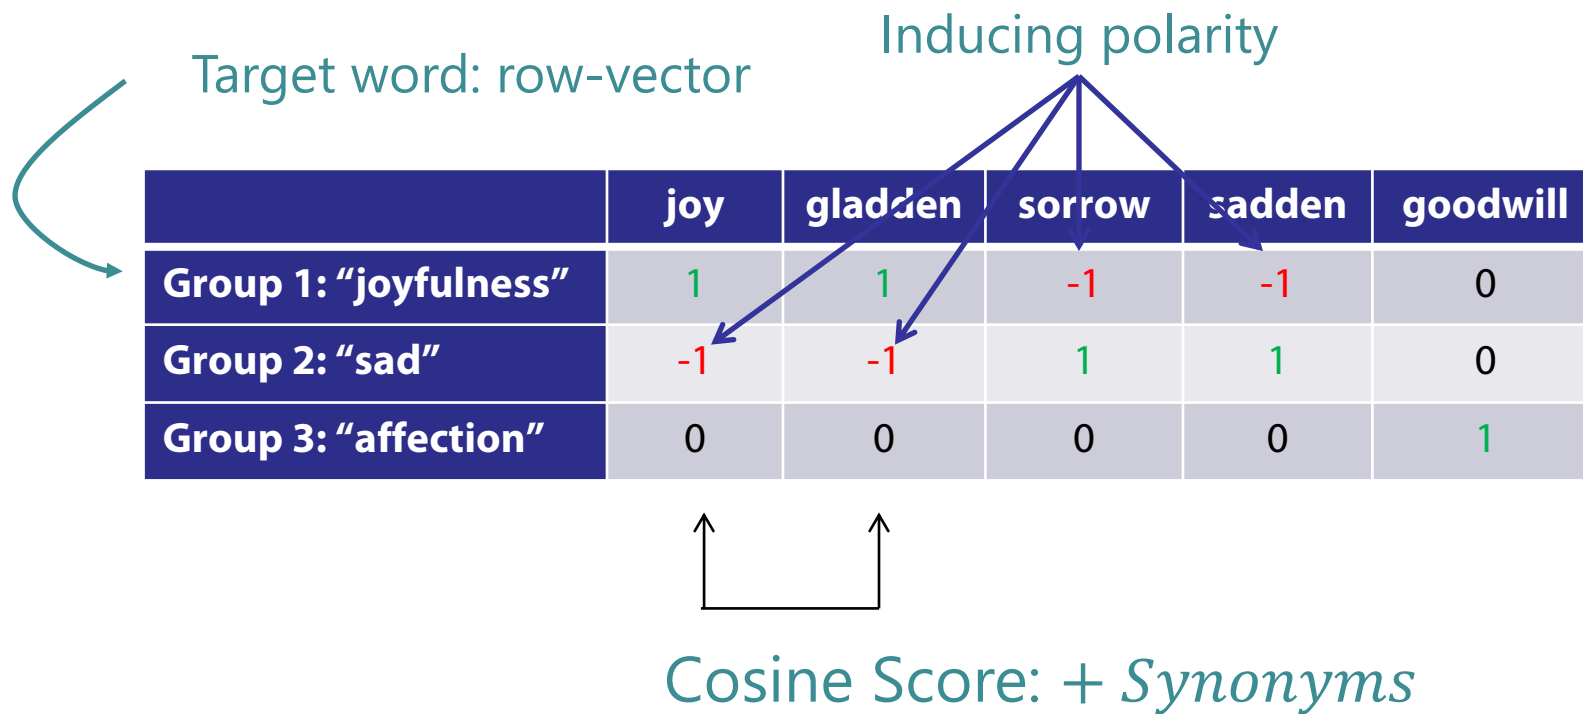 Inducing polarity
Target word: row-vector
joy gladden sorrow sadden goodwill
Group 1: “joyfulness” 1 1 -1 -1 0
Group 2: “sad” -1 -1 1 1 0
Group 3: “affection” 0 0 0 0 1
Cosine Score: + Synonyms